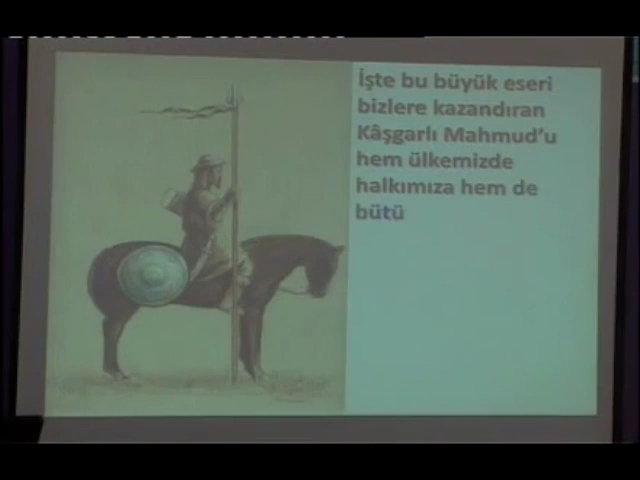 İşte bu büyük eseri
bizlere kazandıran
Kâşgarlı Mahmud'u
hem ülkemizde
halkımıza hem de
bütü